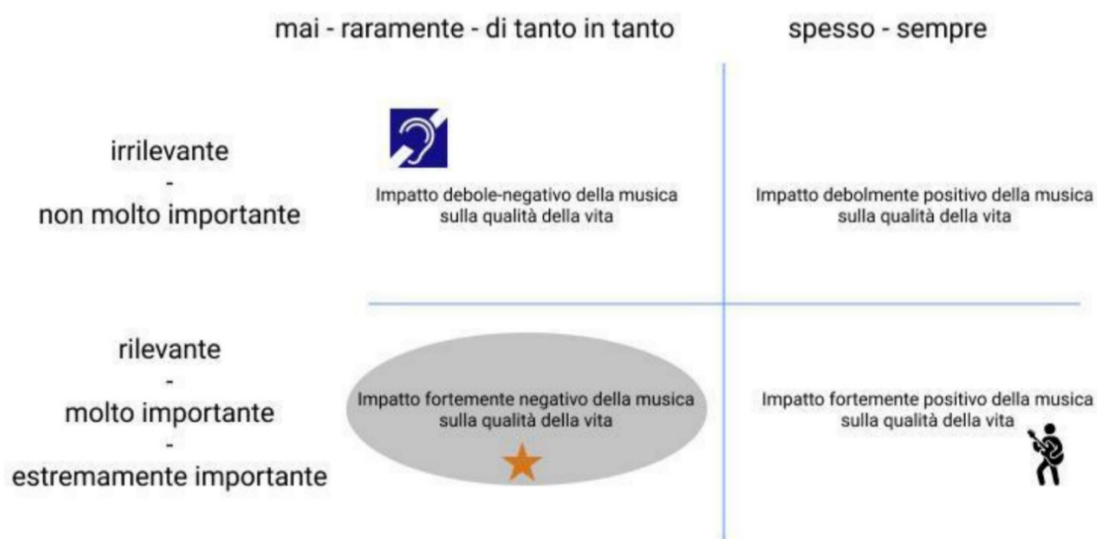 mai - raramente - di tanto in tanto
spesso - sempre
irrilevante
-
non molto importante
Impatto debole-negativo della musica
sulla qualità della vita
Impatto debolmente positivo della musica
sulla qualità della vita
rilevante
-
molto importante
-
estremamente importante
Impatto fortemente negativo della musica
sulla qualità della vita
Impatto fortemente positivo della musica
sulla qualità della vita